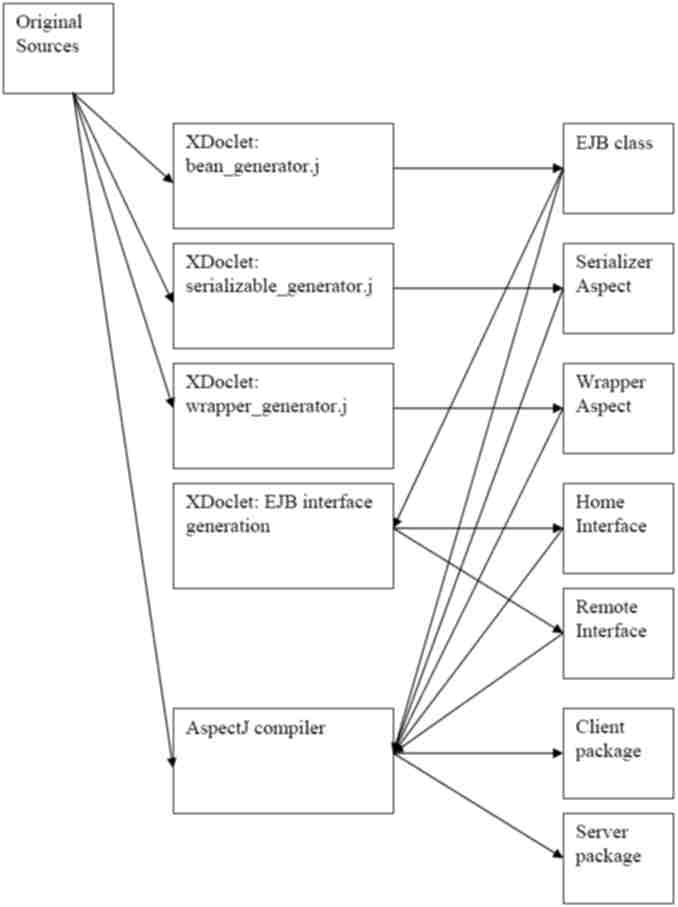 Original
Sources
XDoclet:
bean_generator.j
EJB class
XDoclet:
serializable_generator.j
Serializer
Aspect
XDoclet:
wrapper_generator.j
Wrapper
Aspect
XDoclet: EJB interface
generation
Home
Interface
Remote
Interface
AspectJ compiler
Client
package
Server
package